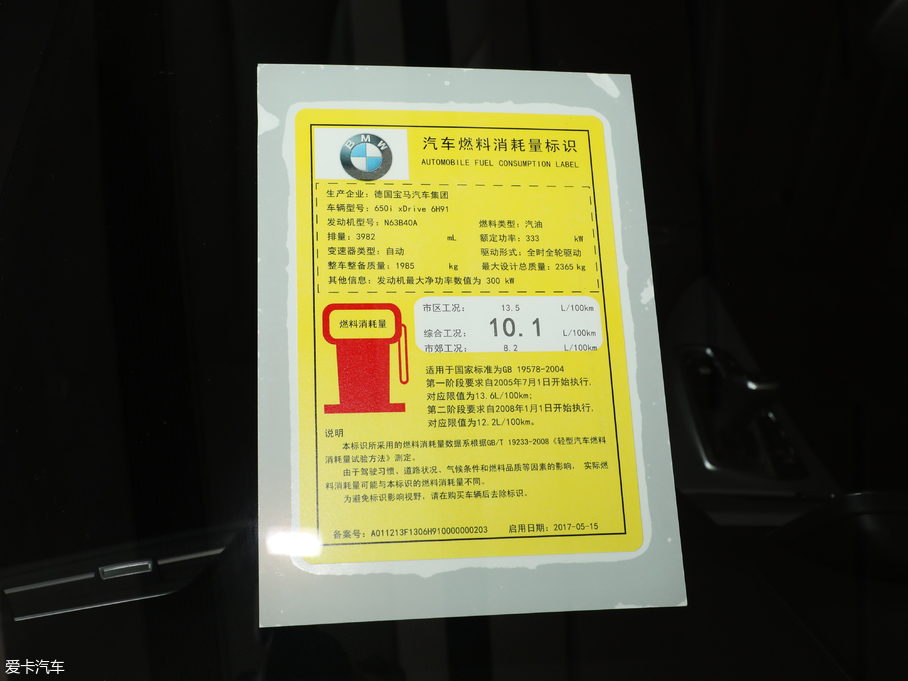 BMW
汽车燃料消耗量标识
AUTOMOBILE FUEL CONSUMPTION LABEL
生产企业：德国宝马汽车集团
车辆型号：650i xDrive 6H91
发动机型号：N63B40A 燃料类型：汽油
排量：3982 mL 额定功率：333 kW
变速器类型：自动 驱动形式：全时全轮驱动
整车整备质量：1985 kg 最大设计总质量：2365 kg
其他信息：发动机最大净功率数值为 300 kW
燃料消耗量
市区工况： 13.5 L/100km
综合工况： 10.1 L/100km
市郊工况： 8.2 L/100km
适用于国家标准为GB 19578-2004
第一阶段要求自2005年7月1日开始执行，
对应限值为13.6L/100km;
第二阶段要求自2008年1月1日开始执行，
对应限值为12.2L/100km。
说明
本标识所采用的燃料消耗量数据系根据GB/T 19233-2008《轻型汽车燃料
消耗量试验方法》测定。
由于驾驶习惯、道路状况、气候条件和燃料品质等因素的影响， 实际燃
料消耗量可能与本标识的燃料消耗量不同。
为避免标识影响视野，请在购买车辆后去除标识。
备案号：A011213F1306H910000000203 启用日期：2017-05-15
爱卡汽车